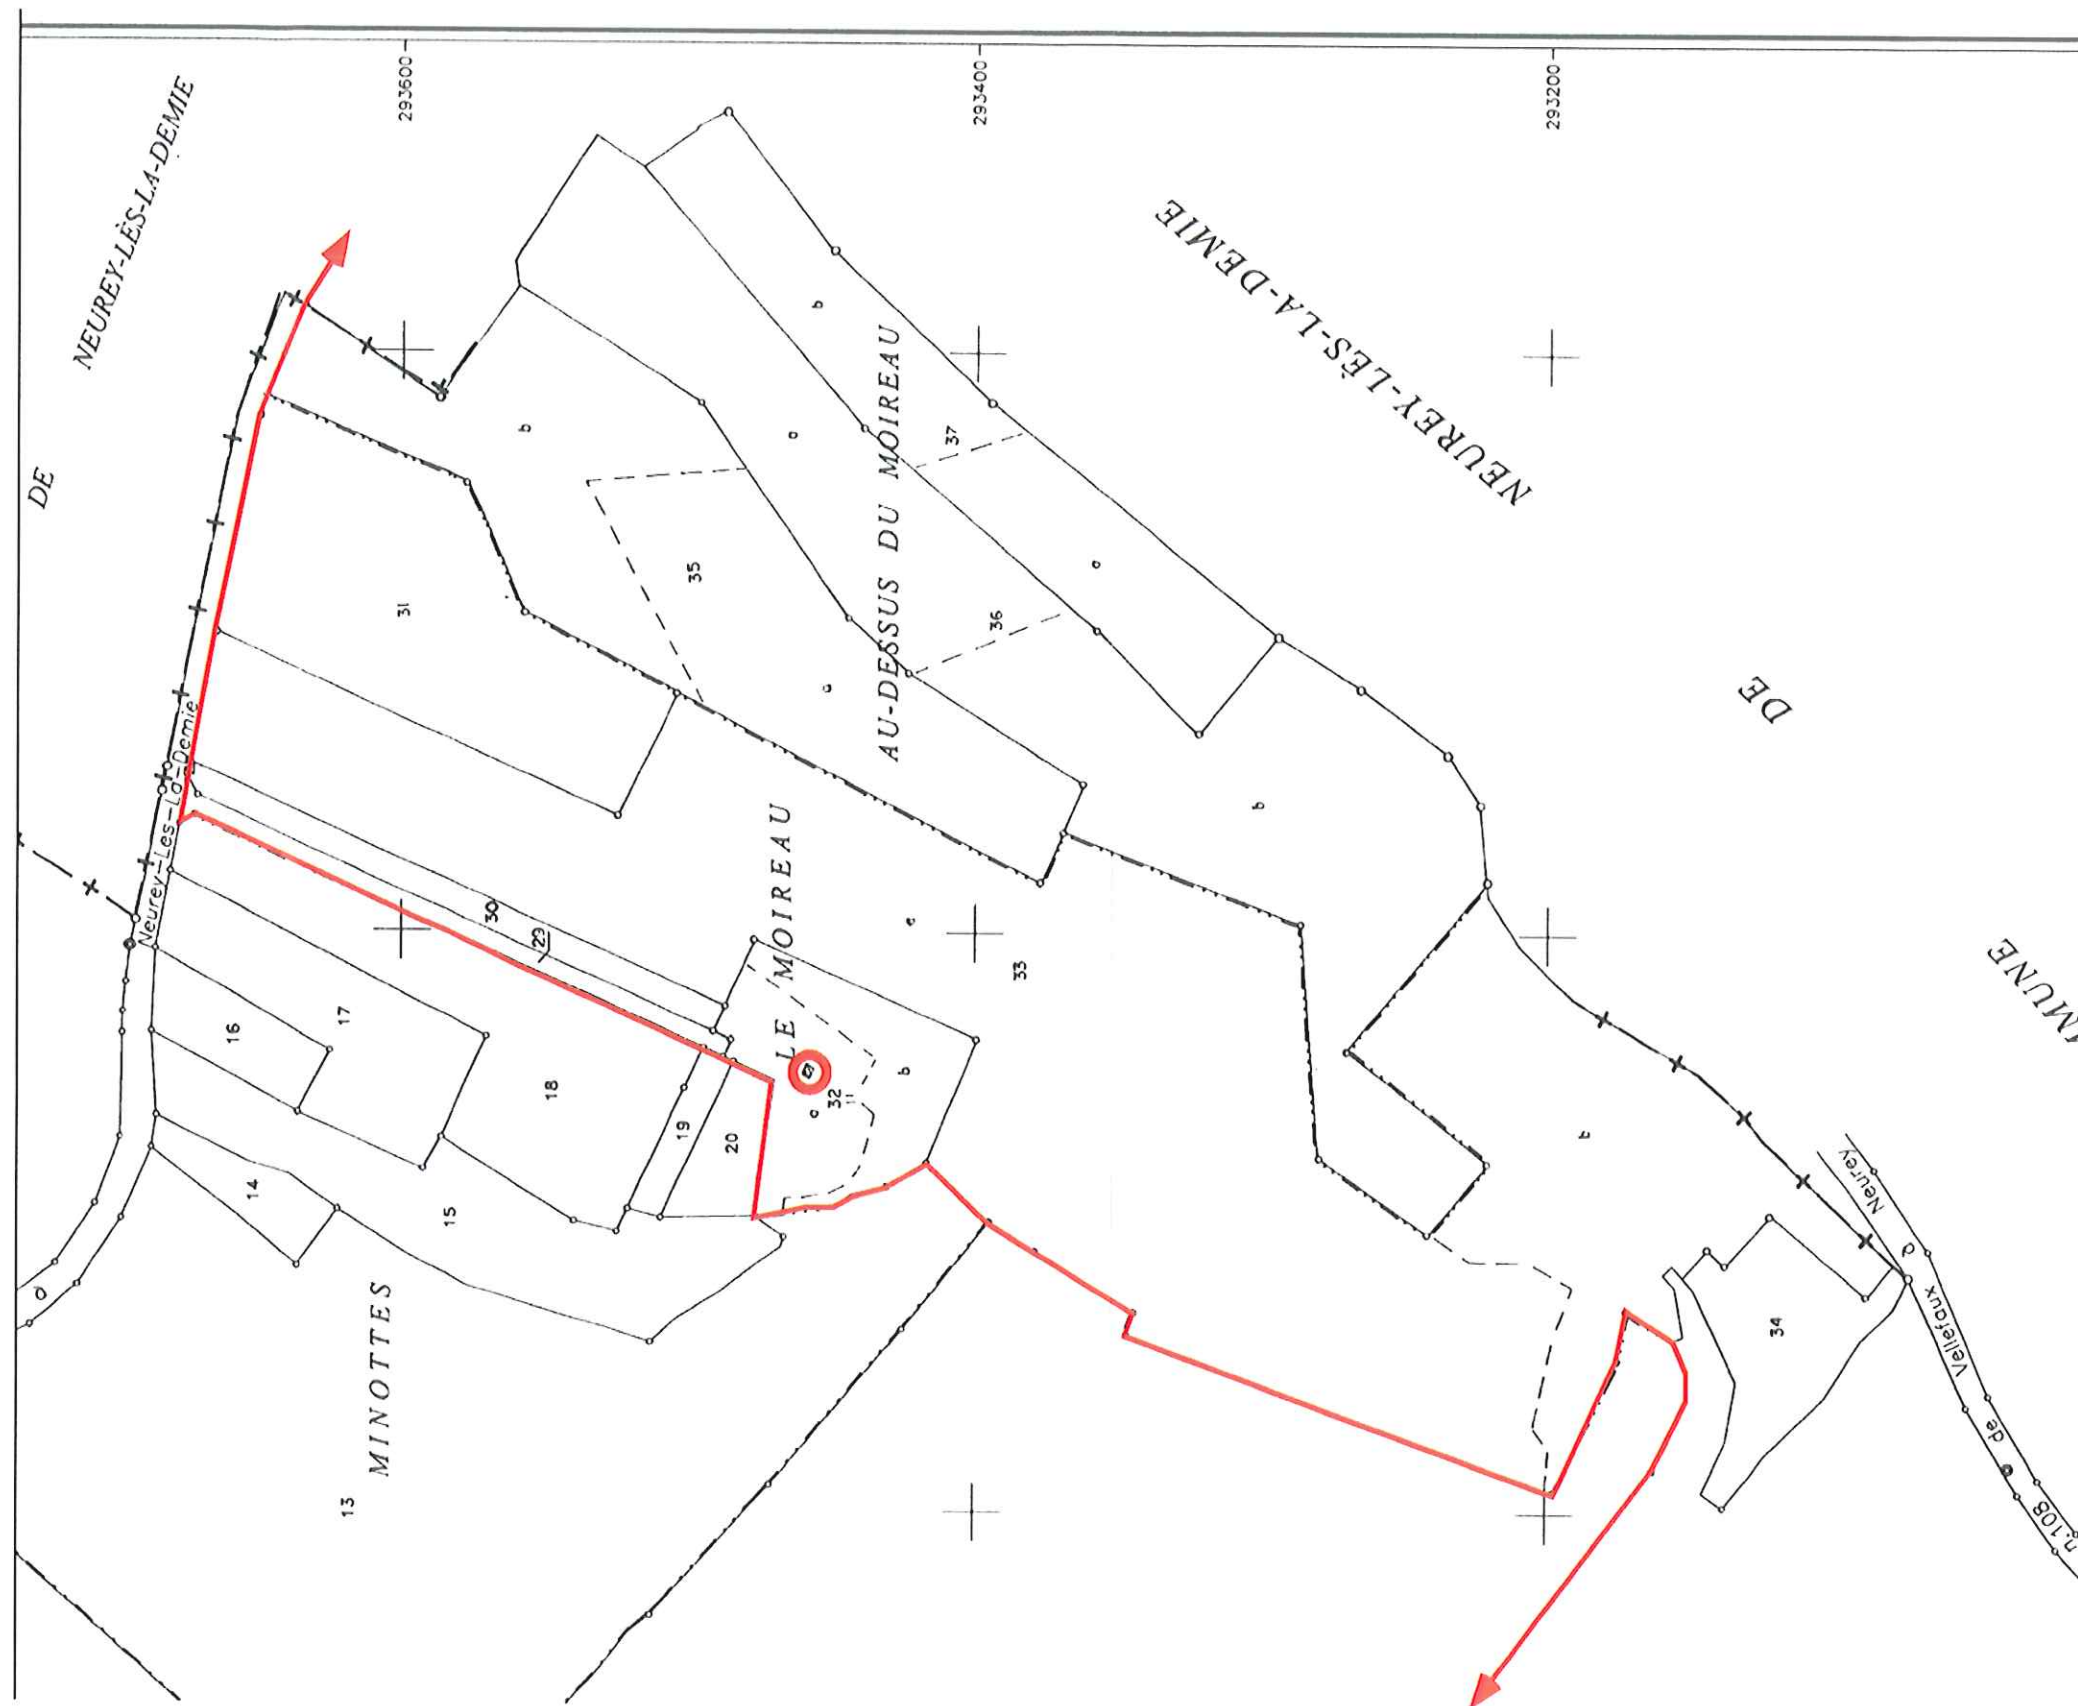 293600
293400
293200
NEUREY-LÈS-LA-DEMIE
NEUREY-LÈS-LA-DEMIE
DE
DE
MUNE
b
b
a
37
AU-DESSUS DU MOIREAU
35
a
36
31
a
b
Neurey-Les-La-Demie
LE MOIREAU
30
29
a
33
16
17
18
19
20
32
11
a
b
b
14
15
13
MINOTTES
d
34
Neurey
à
Vellefaux
de
n.108